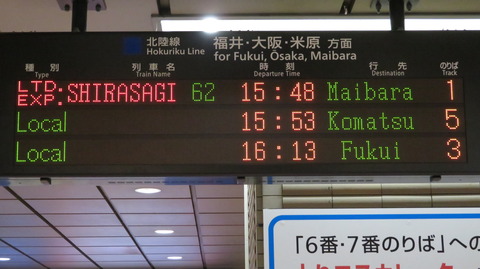 北陸線 福井・大阪・米原 方面
Hokuriku Line for Fukui, Ōsaka, Maibara
種別 列車名 時刻 行先 のりば
Type Train Name Departure Time Destination Track
LTD. EXP. SHIRASAGI 62 15:48 Maibara 1
Local 15:53 Komatsu 5
Local 16:13 Fukui 3
「6番・7番のりば」への